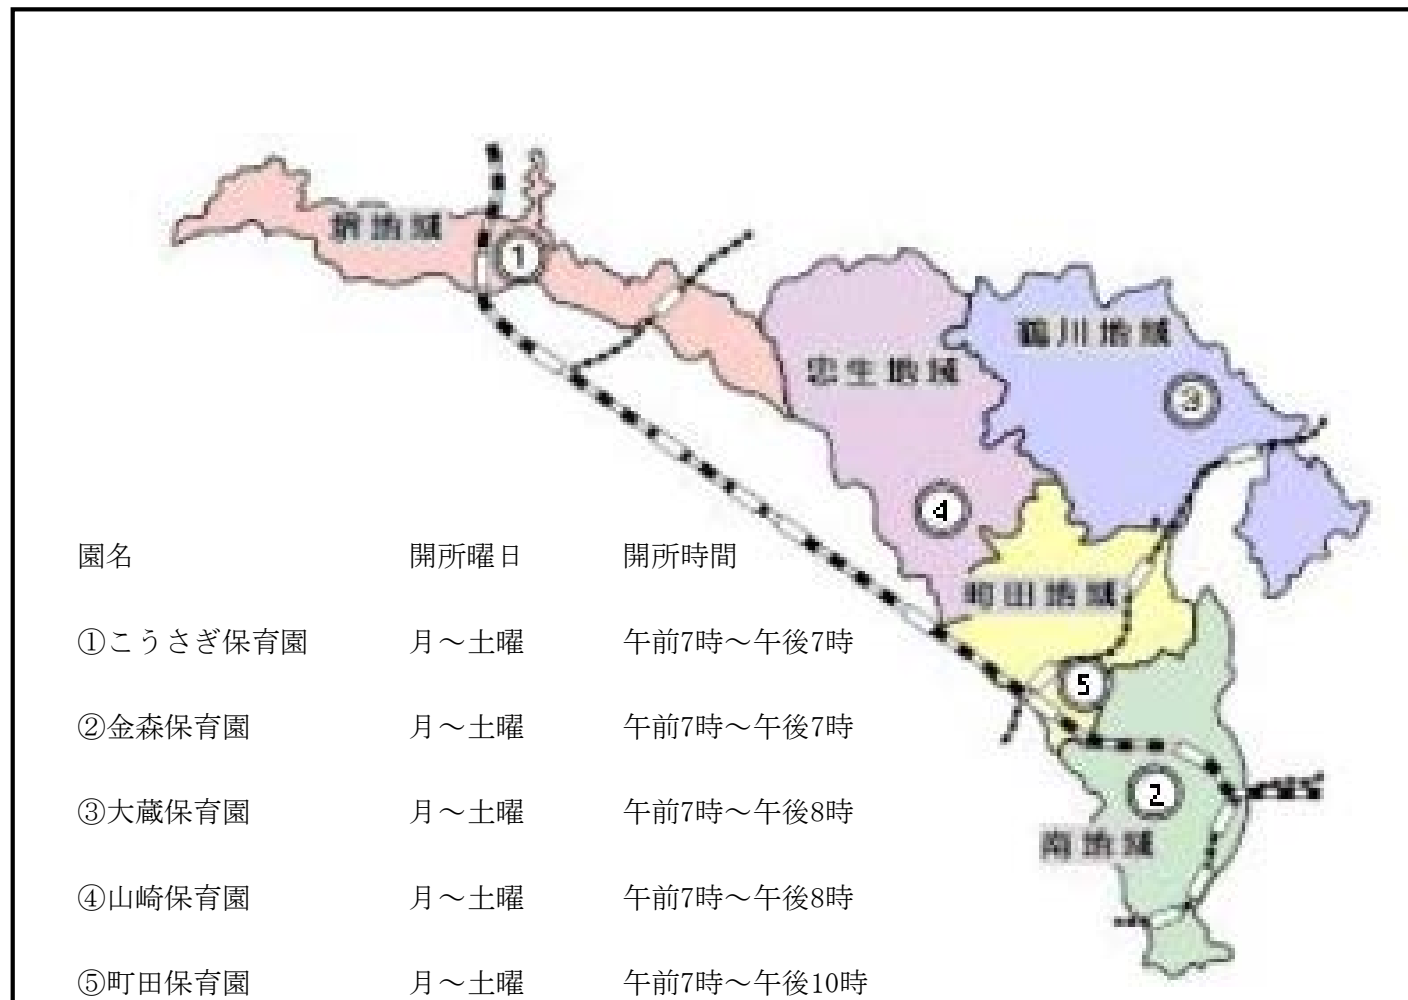 堺地域
①
鶴川地域
忠生地域
③
④
園名 開所曜日 開所時間
町田地域
①こうさぎ保育園 月～土曜 午前7時～午後7時
⑤
②金森保育園 月～土曜 午前7時～午後7時
②
③大蔵保育園 月～土曜 午前7時～午後8時
南地域
④山崎保育園 月～土曜 午前7時～午後8時
⑤町田保育園 月～土曜 午前7時～午後10時